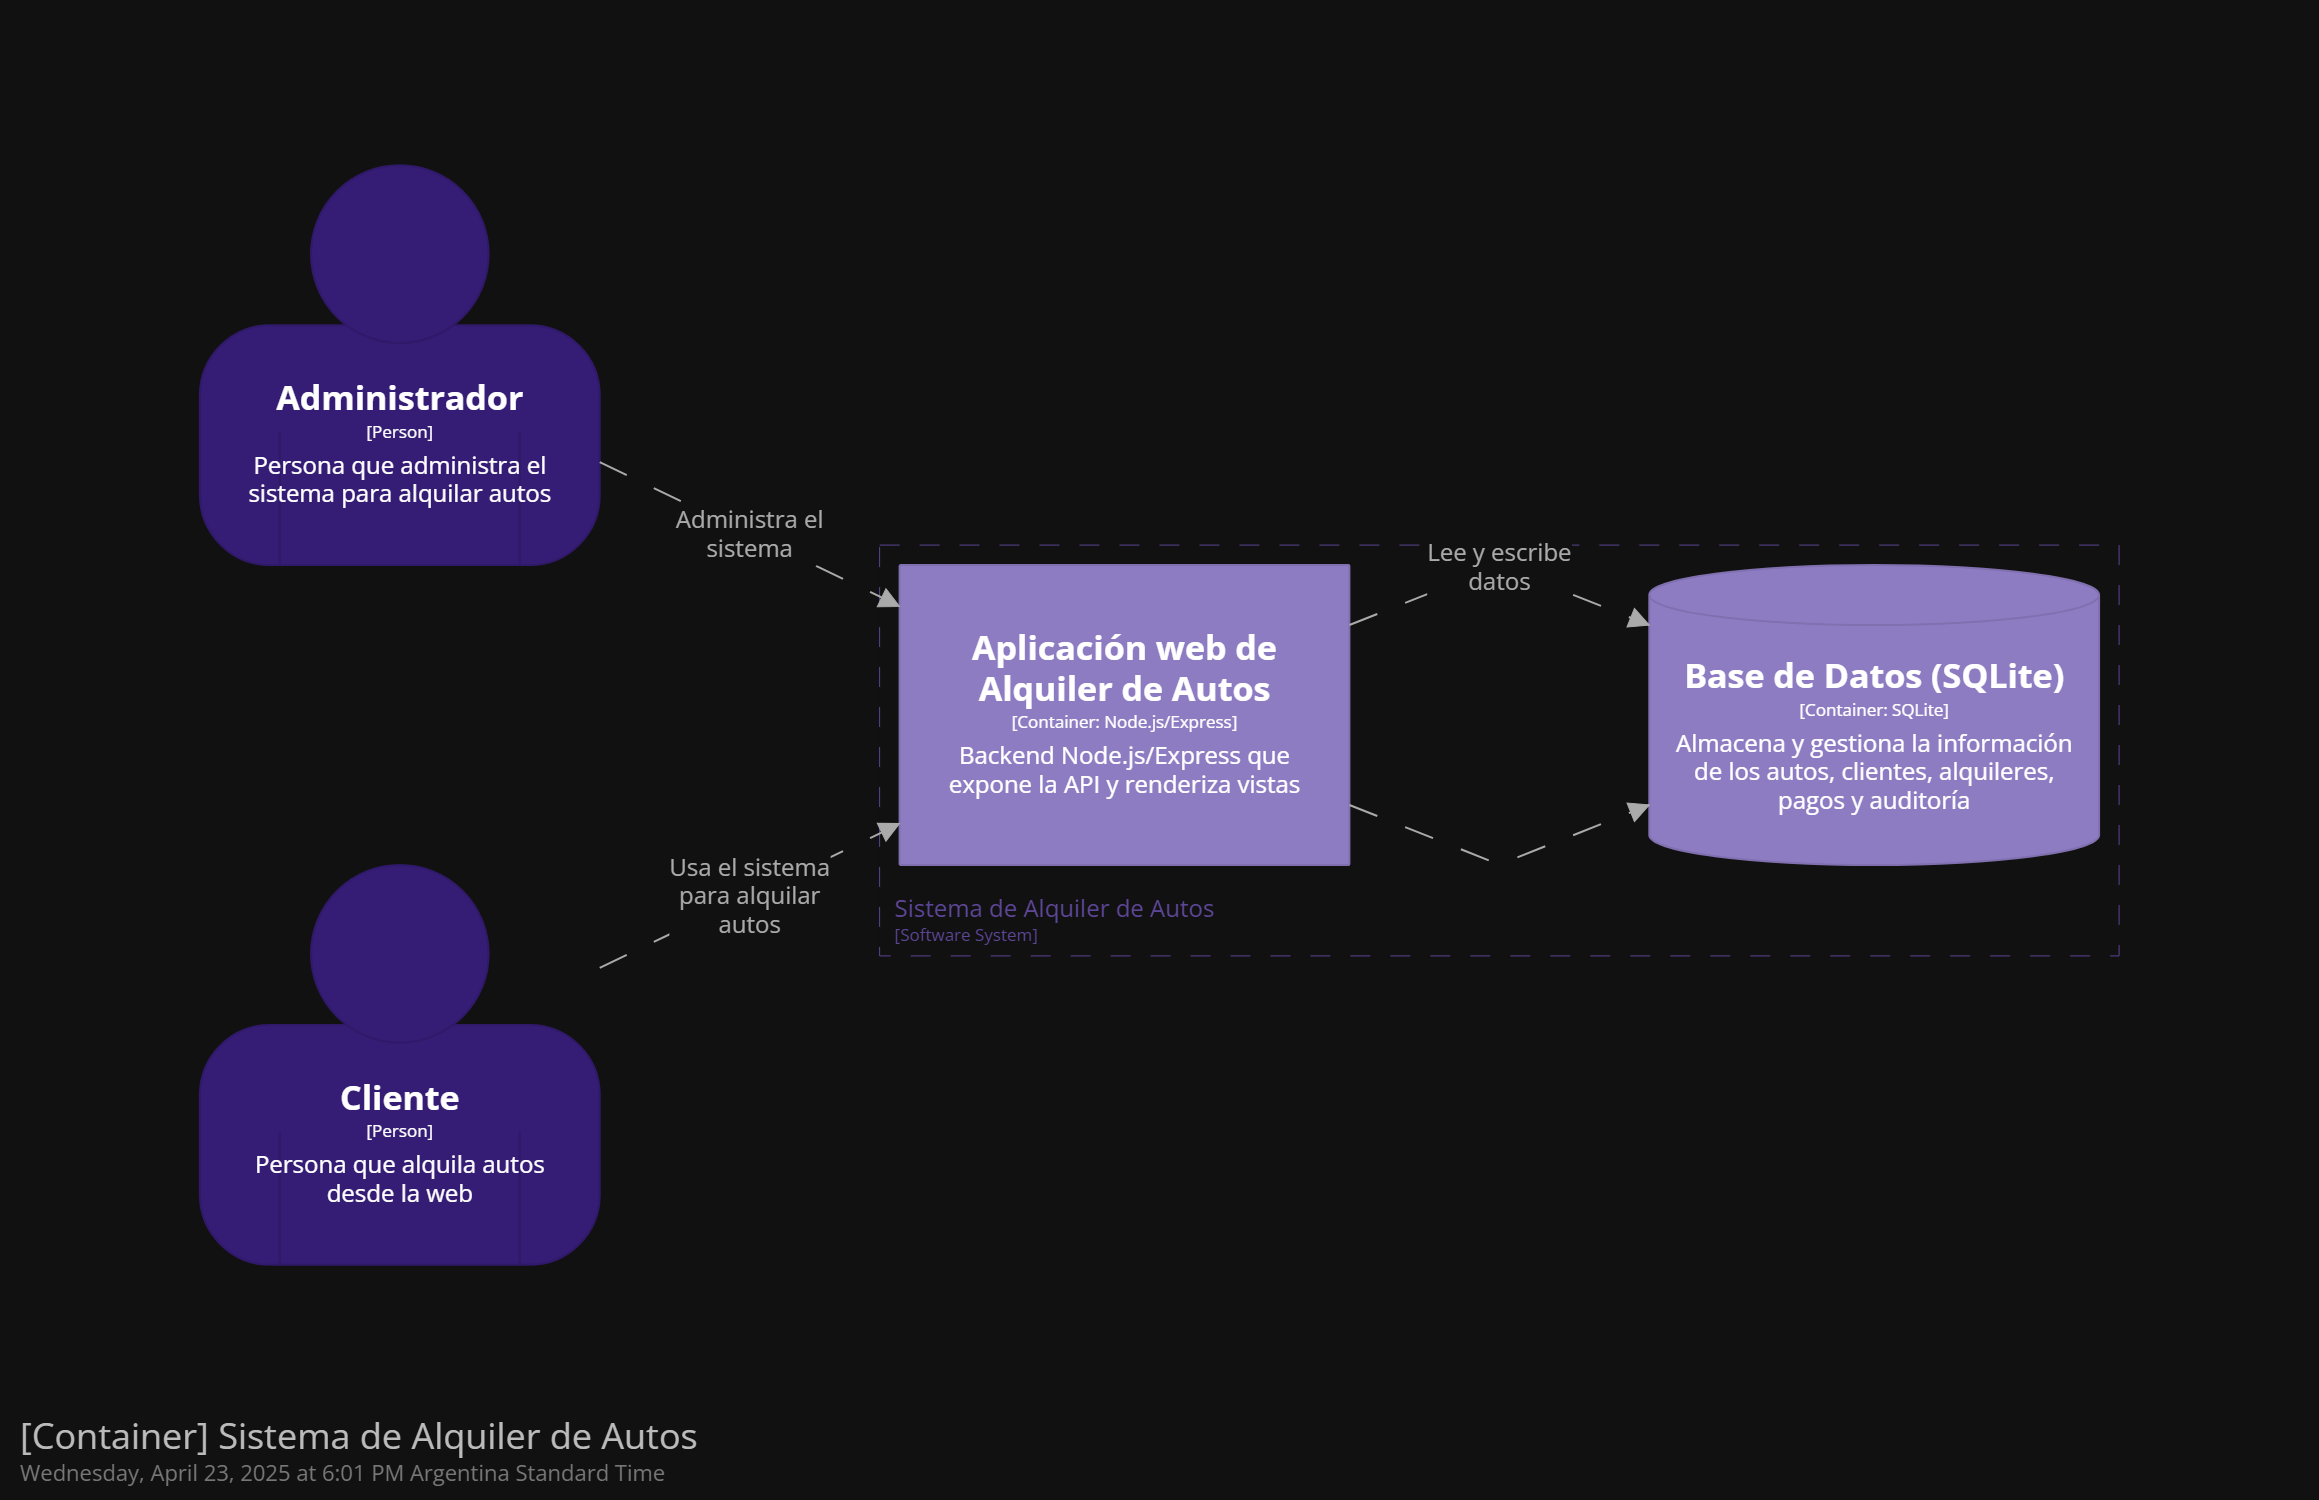 Administrador
[Person]
Persona que administra el
sistema para alquilar autos
Administra el
sistema
Lee y escribe
datos
Aplicación web de
Alquiler de Autos
[Container: Node.js/Express]
Backend Node.js/Express que
expone la API y renderiza vistas
Base de Datos (SQLite)
[Container: SQLite]
Almacena y gestiona la información
de los autos, clientes, alquileres,
pagos y auditoría
Usa el sistema
para alquilar
autos
Sistema de Alquiler de Autos
[Software System]
Cliente
[Person]
Persona que alquila autos
desde la web
[Container] Sistema de Alquiler de Autos
Wednesday, April 23, 2025 at 6:01 PM Argentina Standard Time